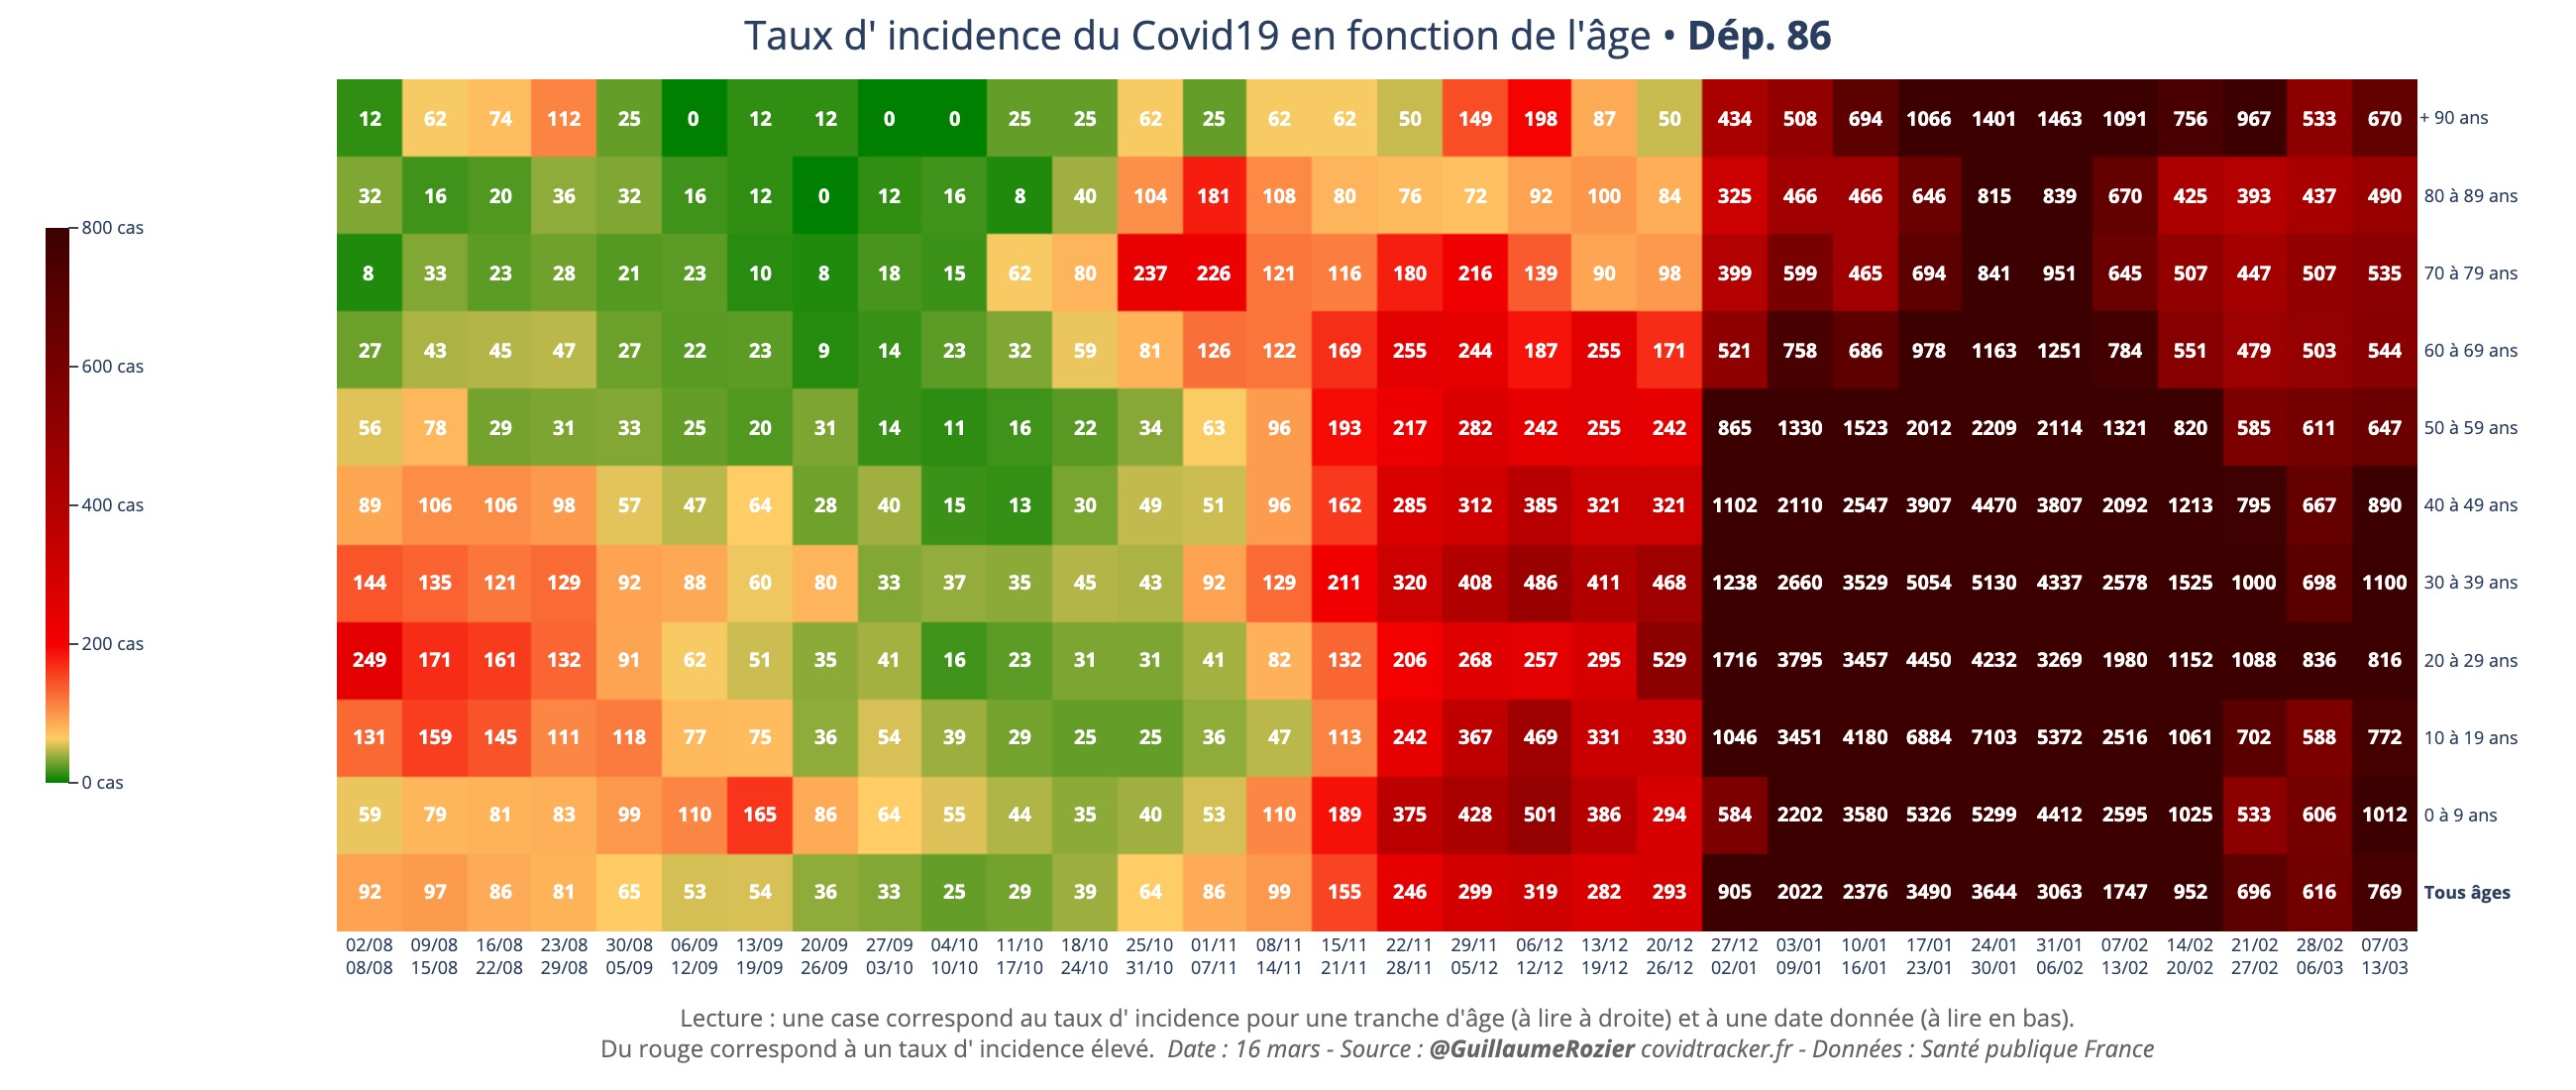 Taux d' incidence du Covid19 en fonction de l'âge • Dép. 86
12 62 74 112 25 0 12 12 0 0 25 25 62 25 62 62 50 149 198 87 50 434 508 694 1066 1401 1463 1091 756 967 533 670 + 90 ans
32 16 20 36 32 16 12 0 12 16 8 40 104 181 108 80 76 72 92 100 84 325 466 466 646 815 839 670 425 393 437 490 80 à 89 ans
800 cas
8 33 23 28 21 23 10 8 18 15 62 80 237 226 121 116 180 216 139 90 98 399 599 465 694 841 951 645 507 447 507 535 70 à 79 ans
27 43 45 47 27 22 23 9 14 23 32 59 81 126 122 169 255 244 187 255 171 521 758 686 978 1163 1251 784 551 479 503 544 60 à 69 ans
600 cas
56 78 29 31 33 25 20 31 14 11 16 22 34 63 96 193 217 282 242 255 242 865 1330 1523 2012 2209 2114 1321 820 585 611 647 50 à 59 ans
400 cas
89 106 106 98 57 47 64 28 40 15 13 30 49 51 96 162 285 312 385 321 321 1102 2110 2547 3907 4470 3807 2092 1213 795 667 890 40 à 49 ans
144 135 121 129 92 88 60 80 33 37 35 45 43 92 129 211 320 408 486 411 468 1238 2660 3529 5054 5130 4337 2578 1525 1000 698 1100 30 à 39 ans
200 cas
249 171 161 132 91 62 51 35 41 16 23 31 31 41 82 132 206 268 257 295 529 1716 3795 3457 4450 4232 3269 1980 1152 1088 836 816 20 à 29 ans
131 159 145 111 118 77 75 36 54 39 29 25 25 36 47 113 242 367 469 331 330 1046 3451 4180 6884 7103 5372 2516 1061 702 588 772 10 à 19 ans
0 cas
59 79 81 83 99 110 165 86 64 55 44 35 40 53 110 189 375 428 501 386 294 584 2202 3580 5326 5299 4412 2595 1025 533 606 1012 0 à 9 ans
92 97 86 81 65 53 54 36 33 25 29 39 64 86 99 155 246 299 319 282 293 905 2022 2376 3490 3644 3063 1747 952 696 616 769 Tous âges
02/08 09/08 16/08 23/08 30/08 06/09 13/09 20/09 27/09 04/10 11/10 18/10 25/10 01/11 08/11 15/11 22/11 29/11 06/12 13/12 20/12 27/12 03/01 10/01 17/01 24/01 31/01 07/02 14/02 21/02 28/02 07/03
08/08 15/08 22/08 29/08 05/09 12/09 19/09 26/09 03/10 10/10 17/10 24/10 31/10 07/11 14/11 21/11 28/11 05/12 12/12 19/12 26/12 02/01 09/01 16/01 23/01 30/01 06/02 13/02 20/02 27/02 06/03 13/03
Lecture : une case correspond au taux d' incidence pour une tranche d'âge (à lire à droite) et à une date donnée (à lire en bas).
Du rouge correspond à un taux d' incidence élevé. Date : 16 mars - Source : @GuillaumeRozier covidtracker.fr - Données : Santé publique France